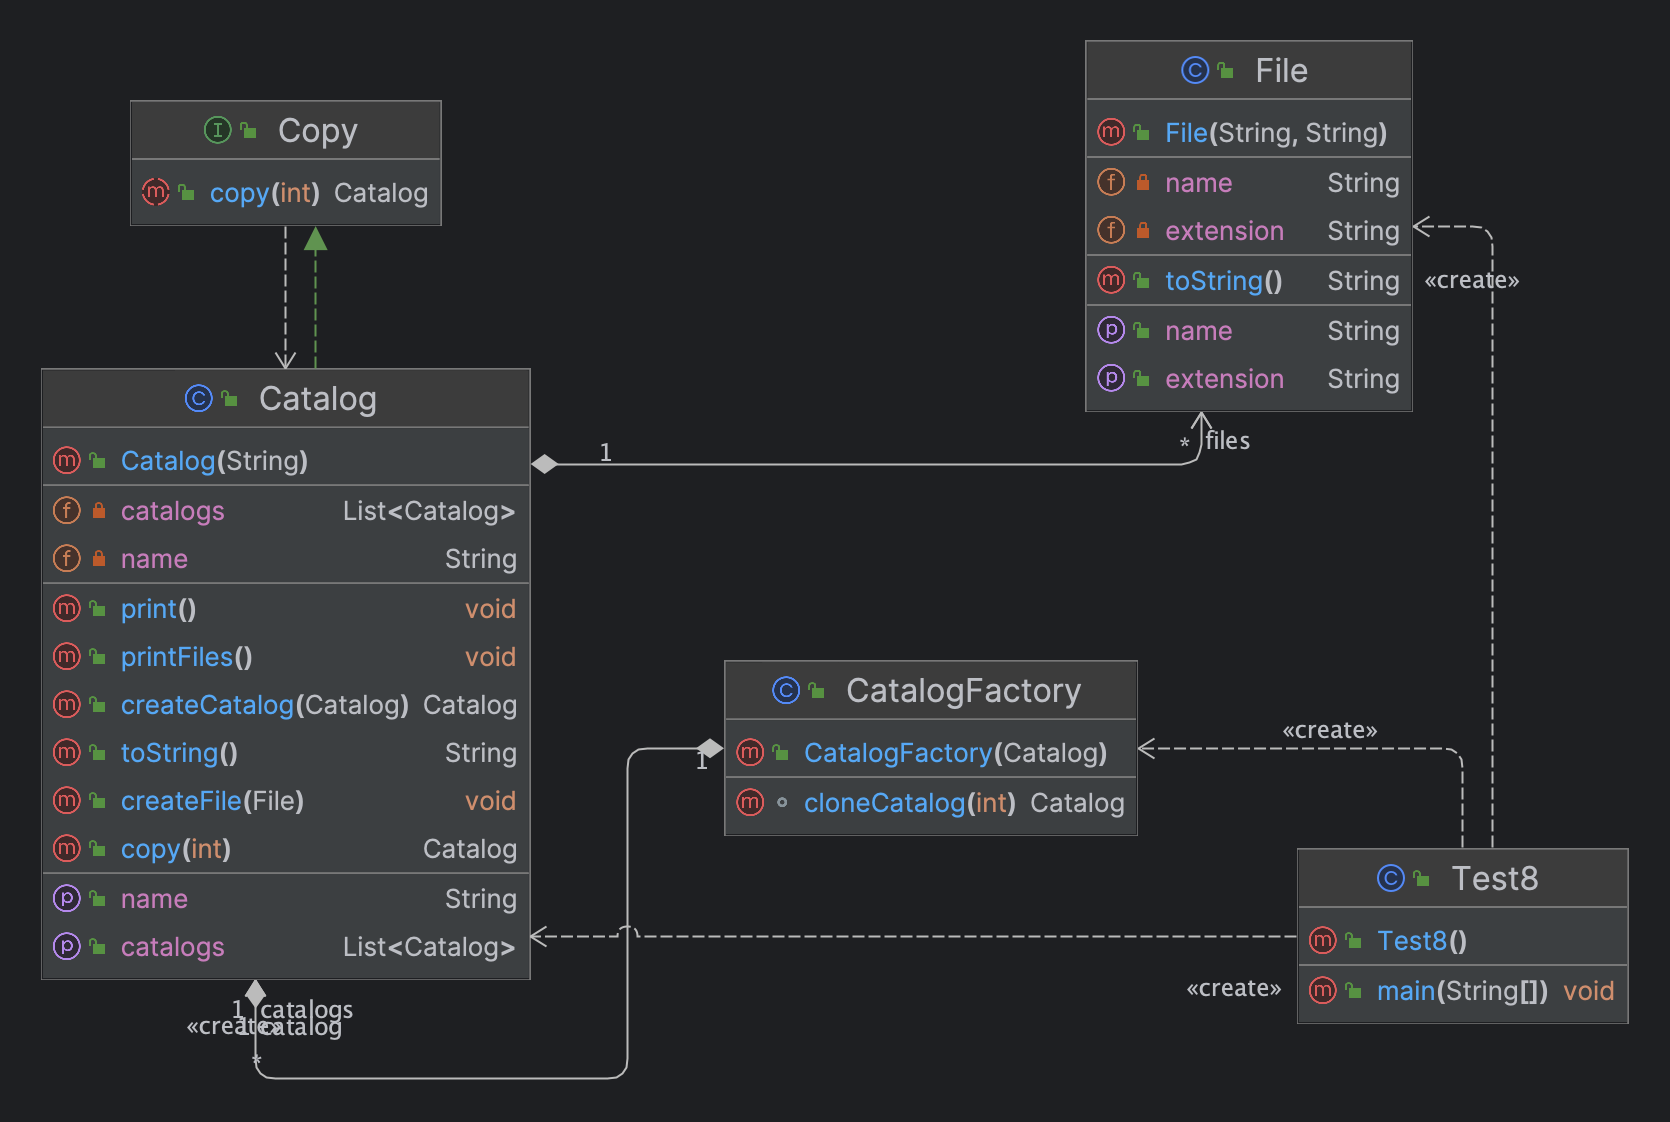 Copy
copy(int) Catalog
File
File(String, String)
name String
extension String
toString() String
name String
extension String
«create»
* files
1
Catalog
Catalog(String)
catalogs List<Catalog>
name String
print() void
printFiles() void
createCatalog(Catalog) Catalog
toString() String
createFile(File) void
copy(int) Catalog
name String
catalogs List<Catalog>
CatalogFactory
CatalogFactory(Catalog)
cloneCatalog(int) Catalog
1
«create»
Test8
Test8()
main(String[]) void
«create»
1 catalogs
«create»
1 catalog
*